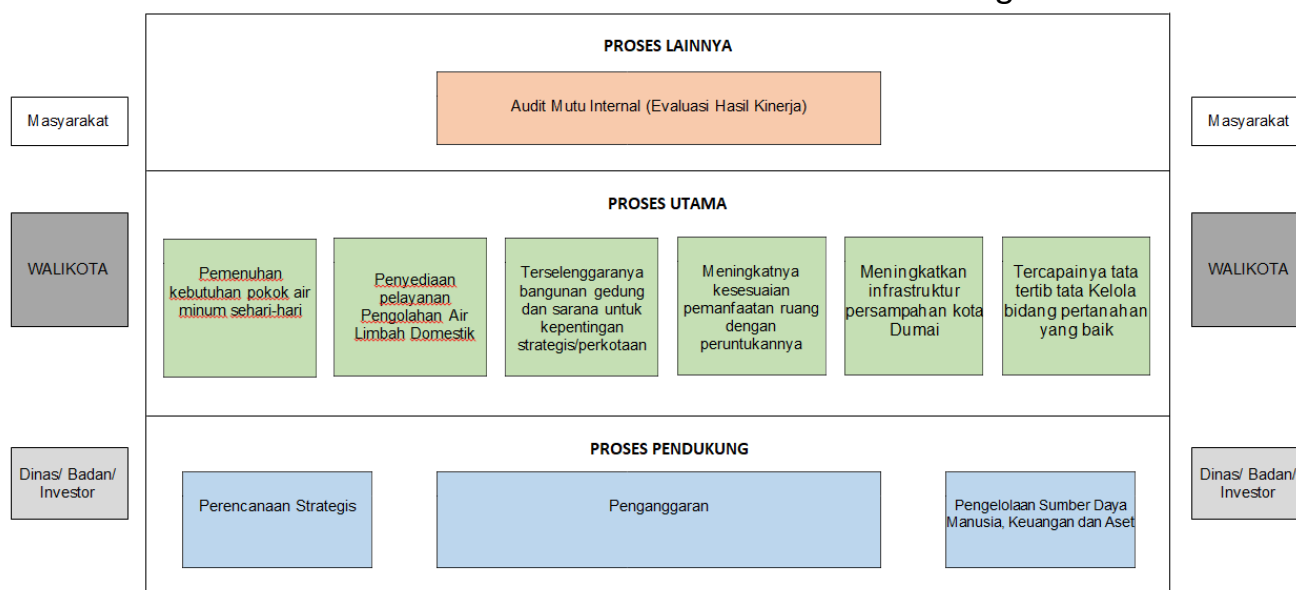 PROSES LAINNYA
Audit Mutu Internal (Evaluasi Hasil Kinerja)
Masyarakat
Masyarakat
PROSES UTAMA
WALIKOTA
Pemenuhan
kebutuhan pokok air
minum sehari-hari
Penyediaan
pelayanan
Pengolahan Air
Limbah Domestik
Terselenggaranya
bangunan gedung
dan sarana untuk
kepentingan
strategis/perkotaan
Meningkatnya
kesesuaian
pemanfaatan ruang
dengan
peruntukannya
Meningkatkan
infrastruktur
persampahan kota
Dumai
Tercapainya tata
tertib tata Kelola
bidang pertanahan
yang baik
WALIKOTA
PROSES PENDUKUNG
Dinas/ Badan/
Investor
Perencanaan Strategis
Penganggaran
Pengelolaan Sumber Daya
Manusia, Keuangan dan Aset
Dinas/ Badan/
Investor